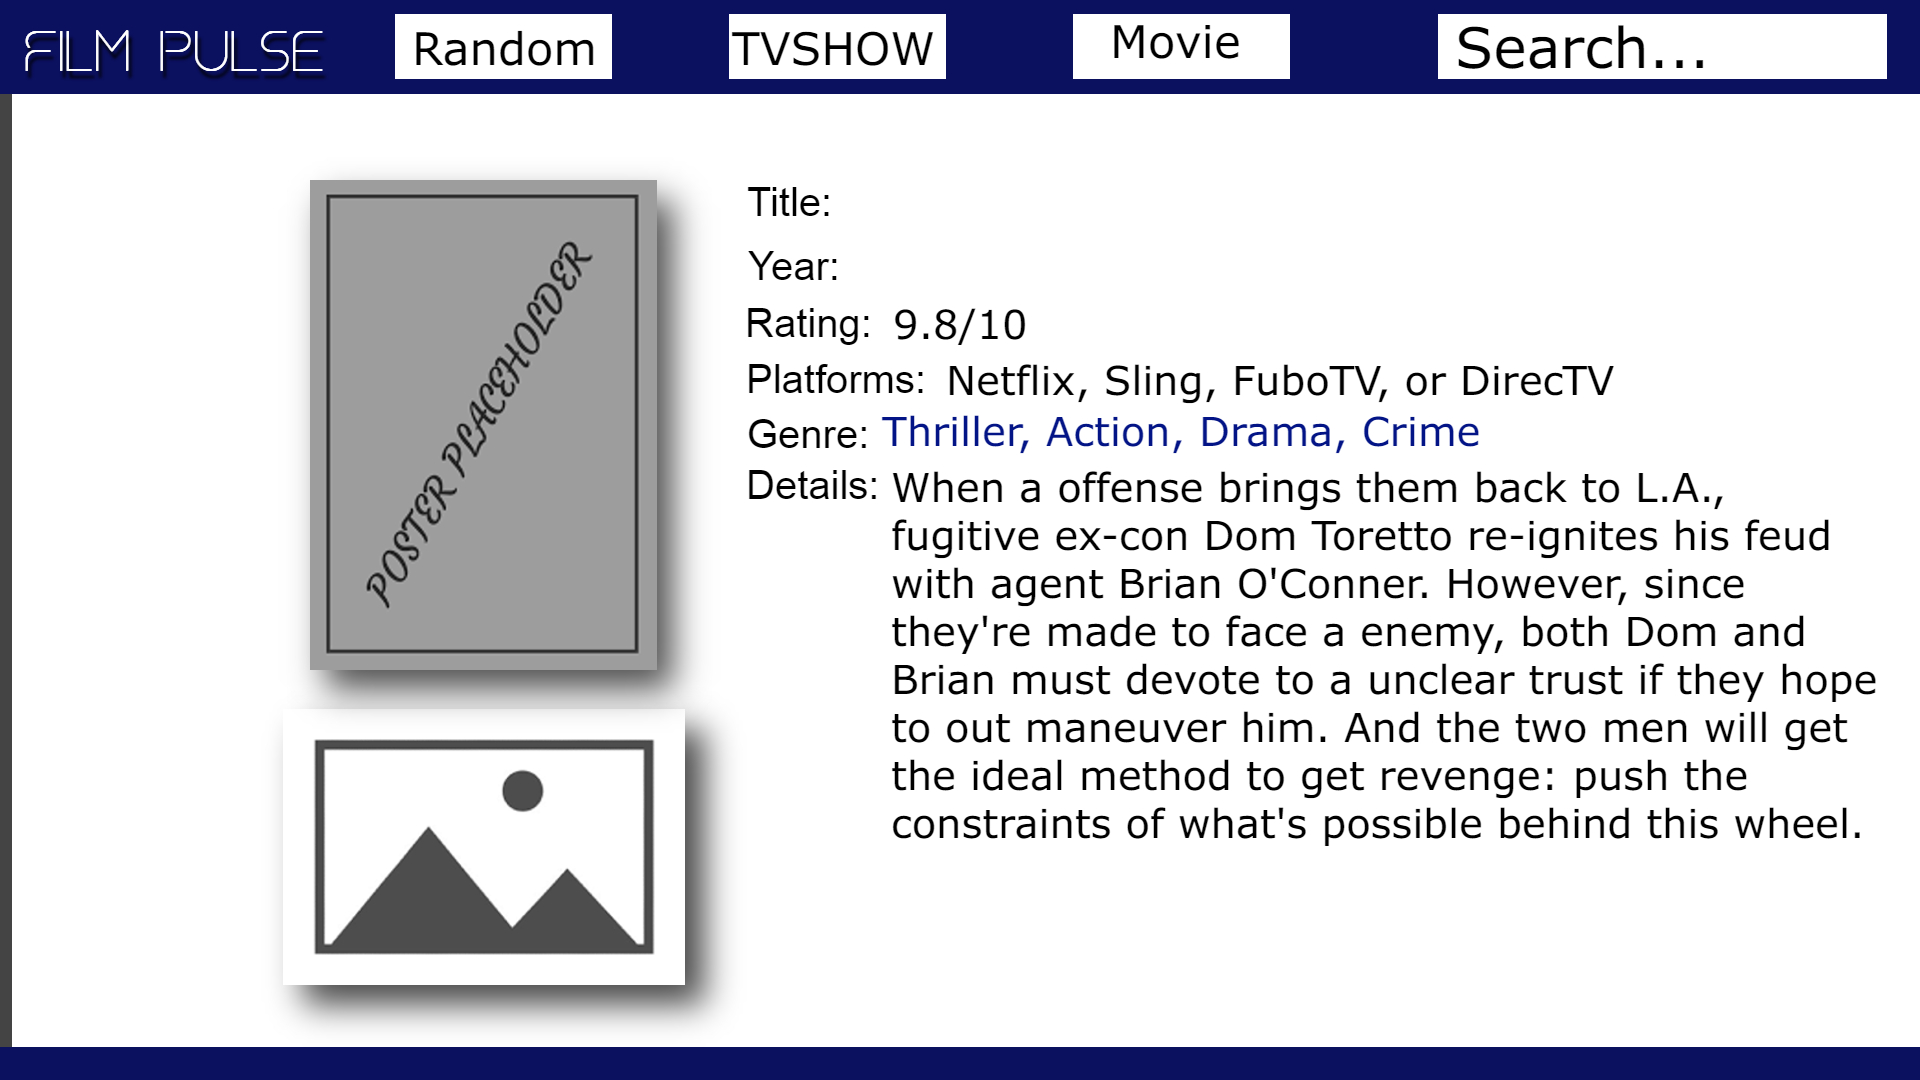 FILM PULSE Random TVSHOW Movie Search...
POSTER PLACEHOLDER
Title:
Year:
Rating: 9.8/10
Platforms: Netflix, Sling, FuboTV, or DirecTV
Genre: Thriller, Action, Drama, Crime
Details: When a offense brings them back to L.A.,
fugitive ex-con Dom Toretto re-ignites his feud
with agent Brian O'Conner. However, since
they're made to face a enemy, both Dom and
Brian must devote to a unclear trust if they hope
to out maneuver him. And the two men will get
the ideal method to get revenge: push the
constraints of what's possible behind this wheel.